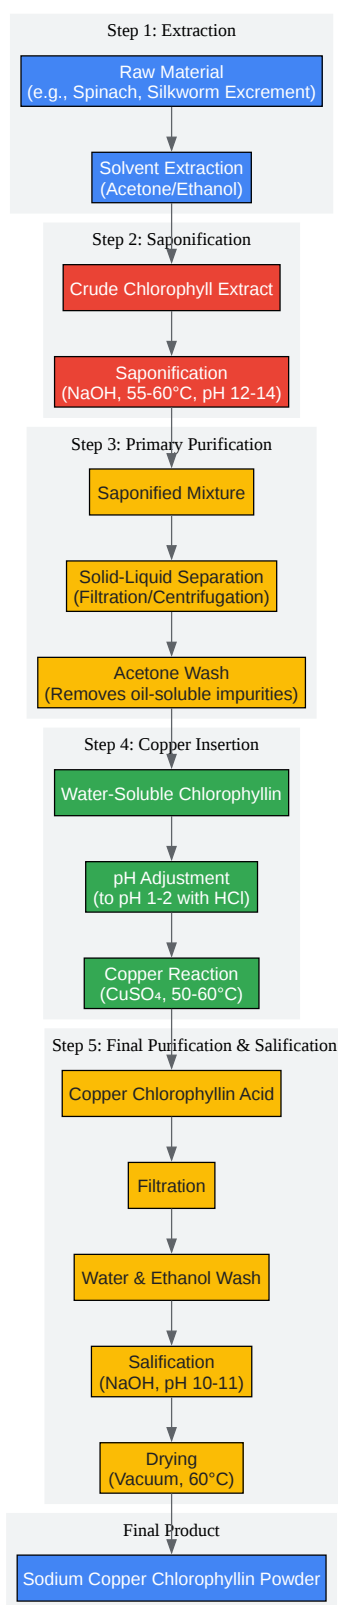 Step 1: Extraction
Raw Material
(e.g., Spinach, Silkworm Excrement)
Solvent Extraction
(Acetone/Ethanol)
Step 2: Saponification
Crude Chlorophyll Extract
Saponification
(NaOH, 55-60°C, pH 12-14)
Step 3: Primary Purification
Saponified Mixture
Solid-Liquid Separation
(Filtration/Centrifugation)
Acetone Wash
(Removes oil-soluble impurities)
Step 4: Copper Insertion
Water-Soluble Chlorophyllin
pH Adjustment
(to pH 1-2 with HCl)
Copper Reaction
(CuSO₄, 50-60°C)
Step 5: Final Purification & Salification
Copper Chlorophyllin Acid
Filtration
Water & Ethanol Wash
Salification
(NaOH, pH 10-11)
Drying
(Vacuum, 60°C)
Final Product
Sodium Copper Chlorophyllin Powder